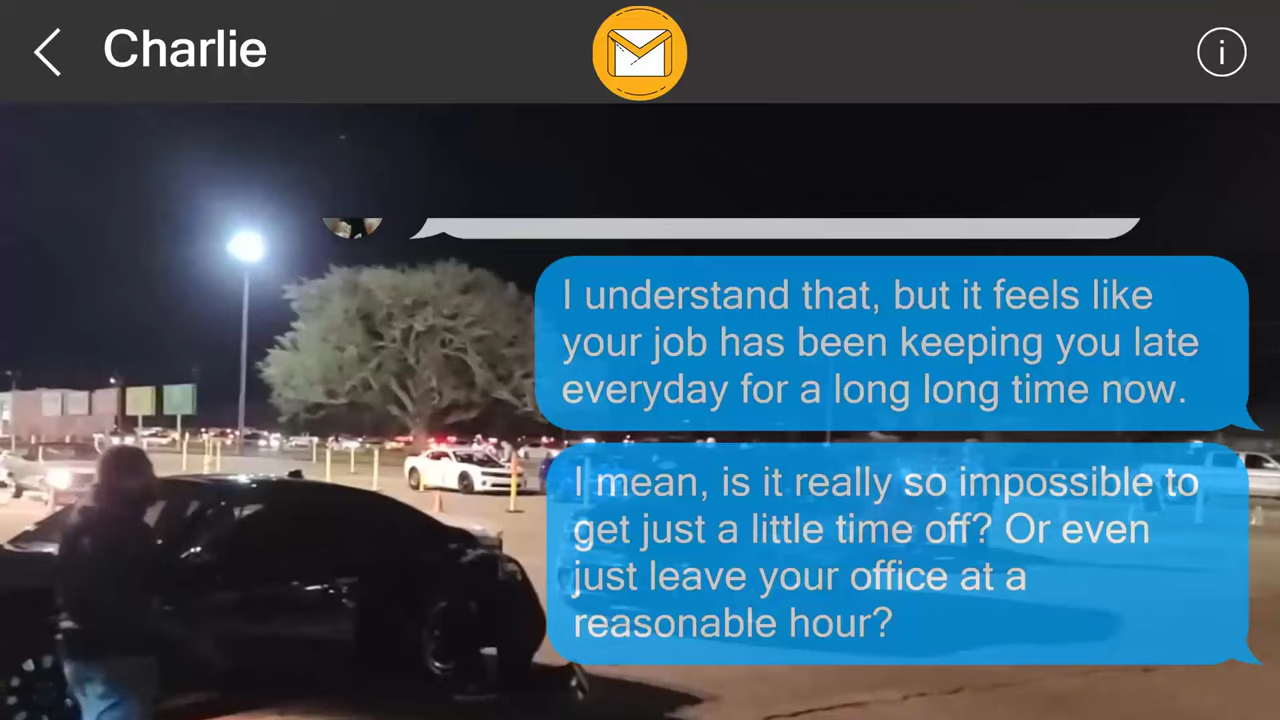 Charlie
i
I understand that, but it feels like
your job has been keeping you late
everyday for a long long time now.
I mean, is it really so impossible to
get just a little time off? Or even
just leave your office at a
reasonable hour?